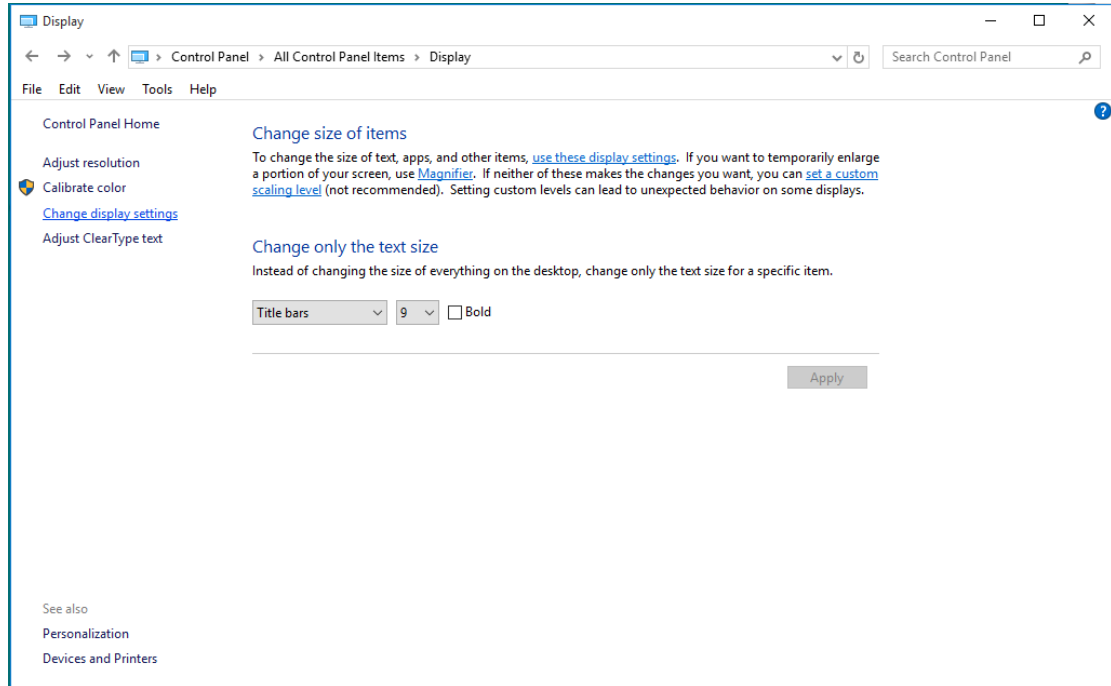 Display
Control Panel > All Control Panel Items > Display
Search Control Panel
File Edit View Tools Help
Control Panel Home
Adjust resolution
Calibrate color
Change display settings
Adjust ClearType text
Change size of items
To change the size of text, apps, and other items, use these display settings. If you want to temporarily enlarge
a portion of your screen, use Magnifier. If neither of these makes the changes you want, you can set a custom
scaling level (not recommended). Setting custom levels can lead to unexpected behavior on some displays.
Change only the text size
Instead of changing the size of everything on the desktop, change only the text size for a specific item.
Title bars 9 Bold
Apply
See also
Personalization
Devices and Printers